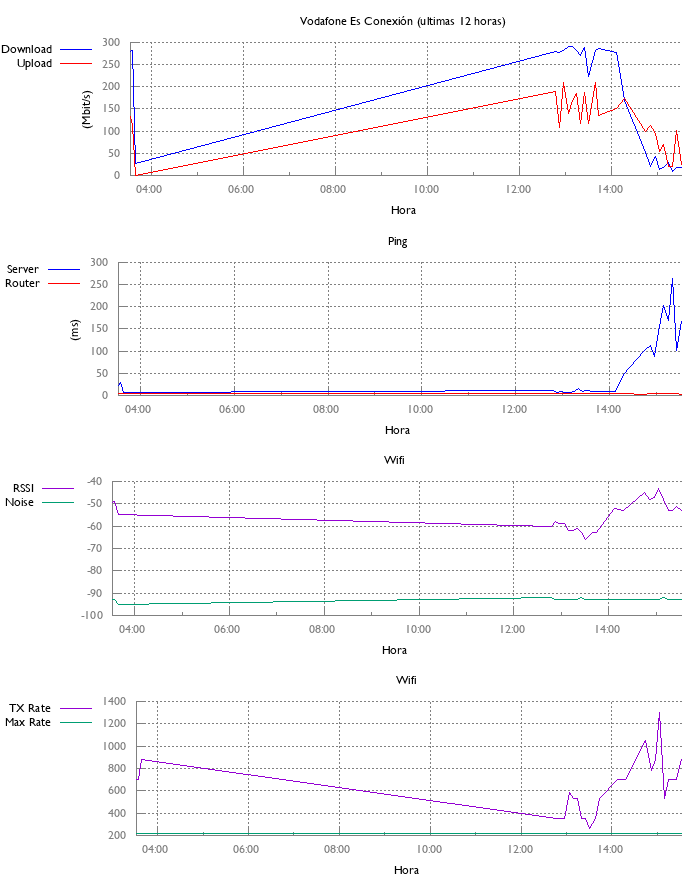 Vodafone Es Conexión (ultimas 12 horas)
Download
Upload
300
250
200
150
100
50
0
(Mbit/s)
04:00 06:00 08:00 10:00 12:00 14:00
Hora
Ping
Server
Router
300
250
200
150
100
50
0
(ms)
04:00 06:00 08:00 10:00 12:00 14:00
Hora
Wifi
RSSI
Noise
-40
-50
-60
-70
-80
-90
-100
04:00 06:00 08:00 10:00 12:00 14:00
Hora
Wifi
TX Rate
Max Rate
1400
1200
1000
800
600
400
200
04:00 06:00 08:00 10:00 12:00 14:00
Hora